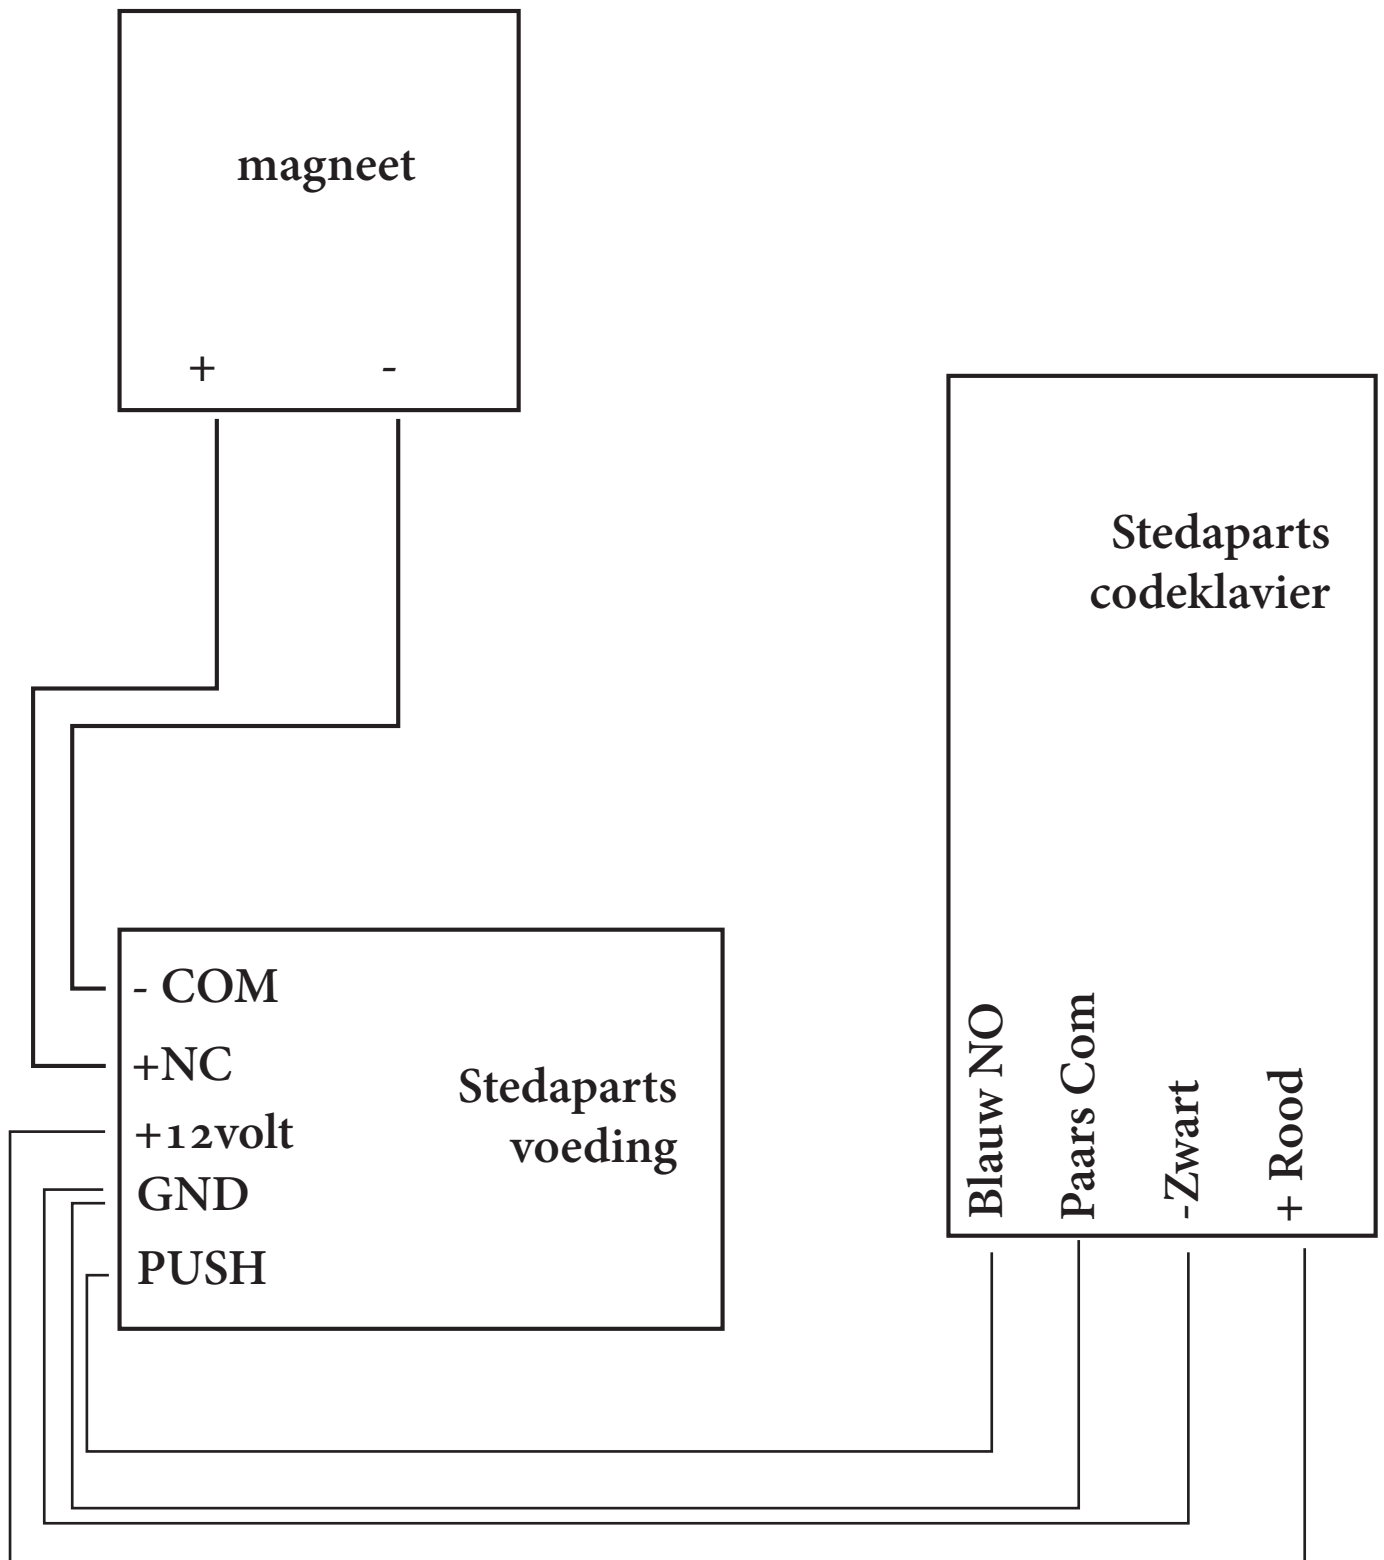 magneet
+ -
Stedaparts
codeklavier
Blauw NO
Paars Com
-Zwart
+ Rood
- COM
+NC
+12volt
GND
PUSH
Stedaparts
voeding